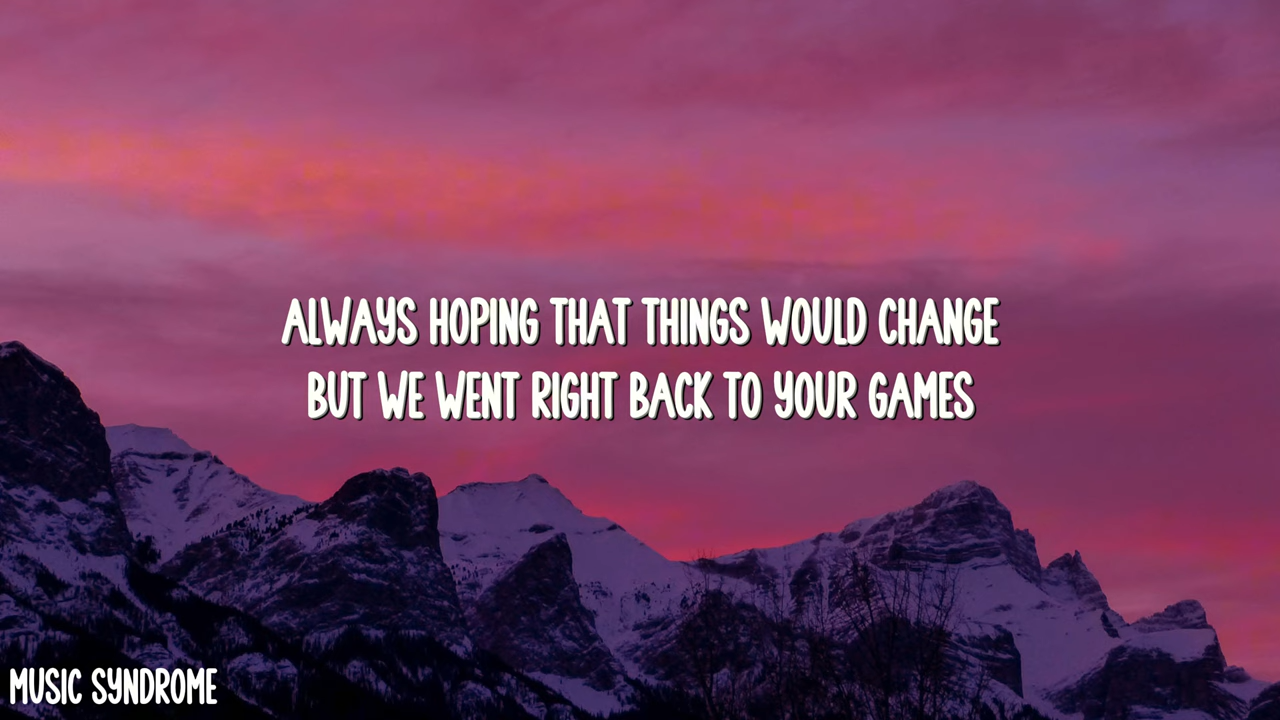 ALWAYS HOPING THAT THINGS WOULD CHANGE
BUT WE WENT RIGHT BACK TO YOUR GAMES
MUSIC SYNDROME